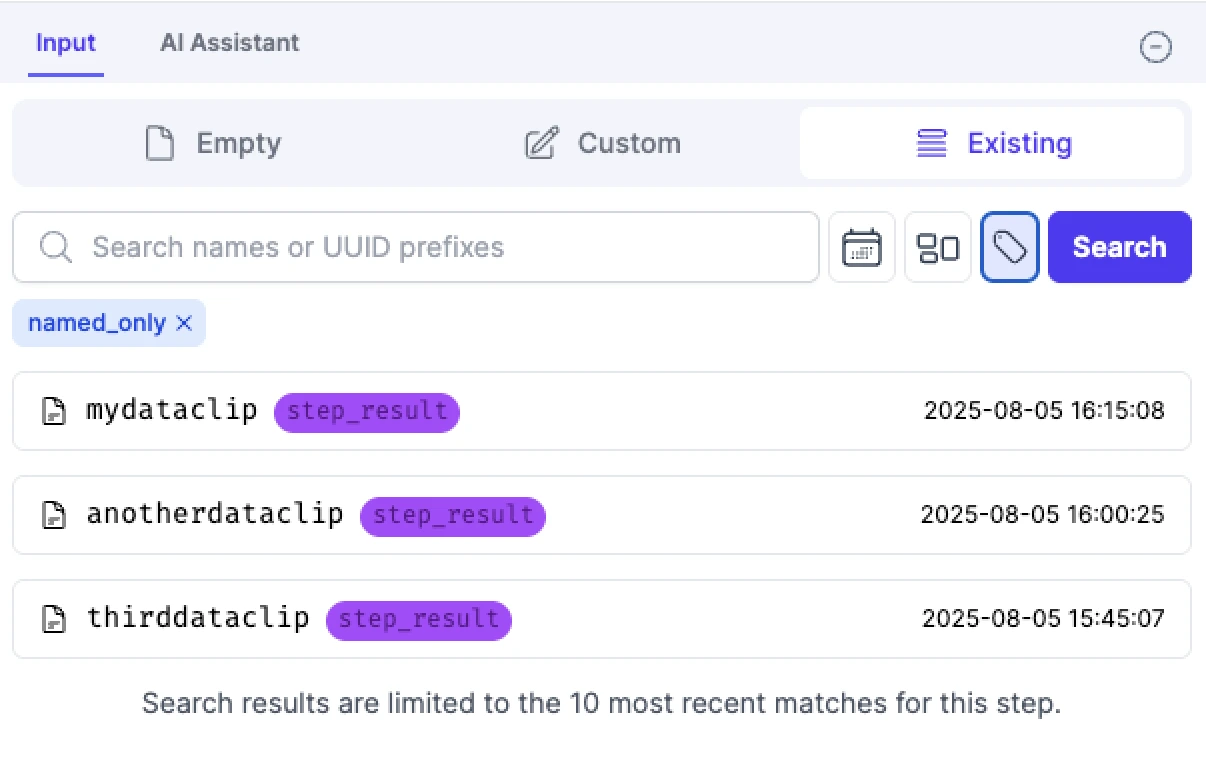 Input AI Assistant
Empty Custom Existing
Search names or UUID prefixes Search
named_only
mydataclip step_result 2025-08-05 16:15:08
anotherdataclip step_result 2025-08-05 16:00:25
thirddataclip step_result 2025-08-05 15:45:07
Search results are limited to the 10 most recent matches for this step.